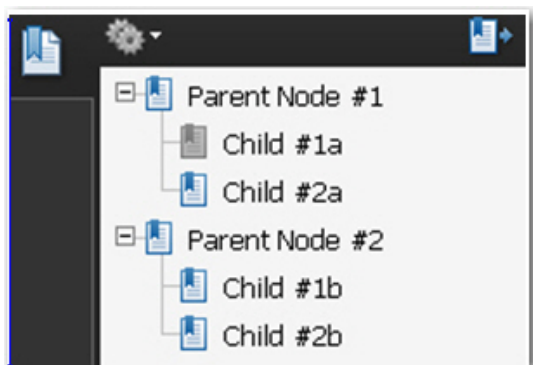 Parent Node #1
Child #1a
Child #2a
Parent Node #2
Child #1b
Child #2b